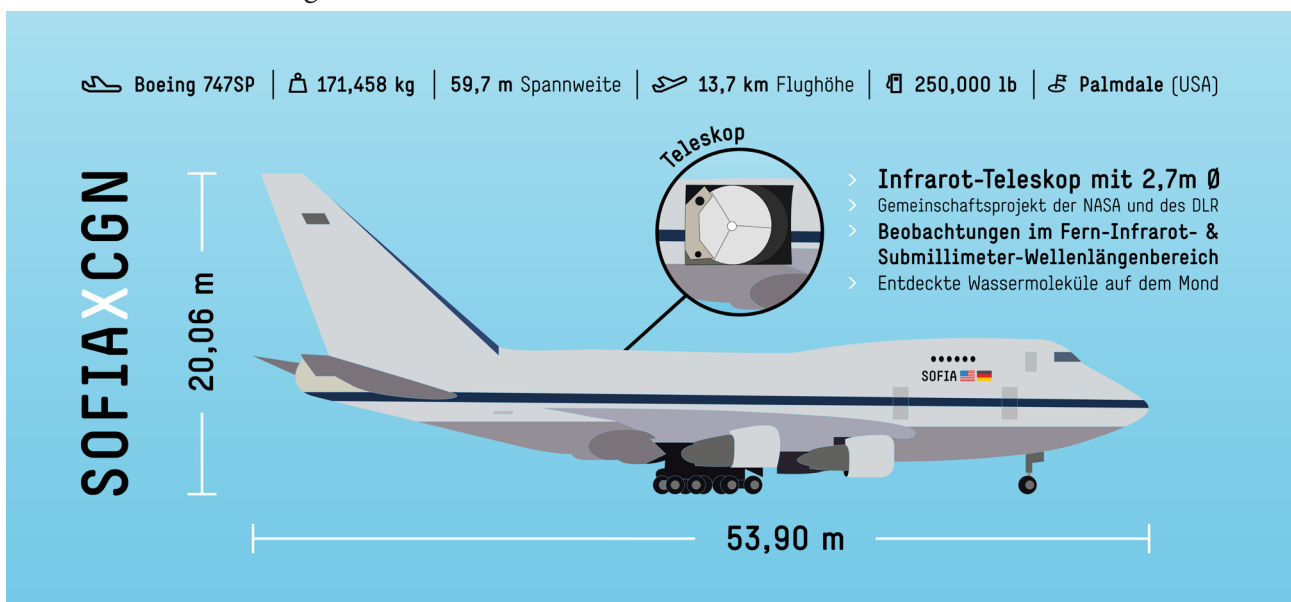 Boeing 747SP | 171,458 kg | 59,7 m Spannweite | 13,7 km Flughöhe | 250,000 lb | Palmdale (USA)
SOFIAXCGN
20,06 m
Teleskop
Infrarot-Teleskop mit 2,7m Ø
Gemeinschaftsprojekt der NASA und des DLR
Beobachtungen im Fern-Infrarot- &
Submillimeter-Wellenlängenbereich
Entdeckte Wassermoleküle auf dem Mond
SOFIA
53,90 m